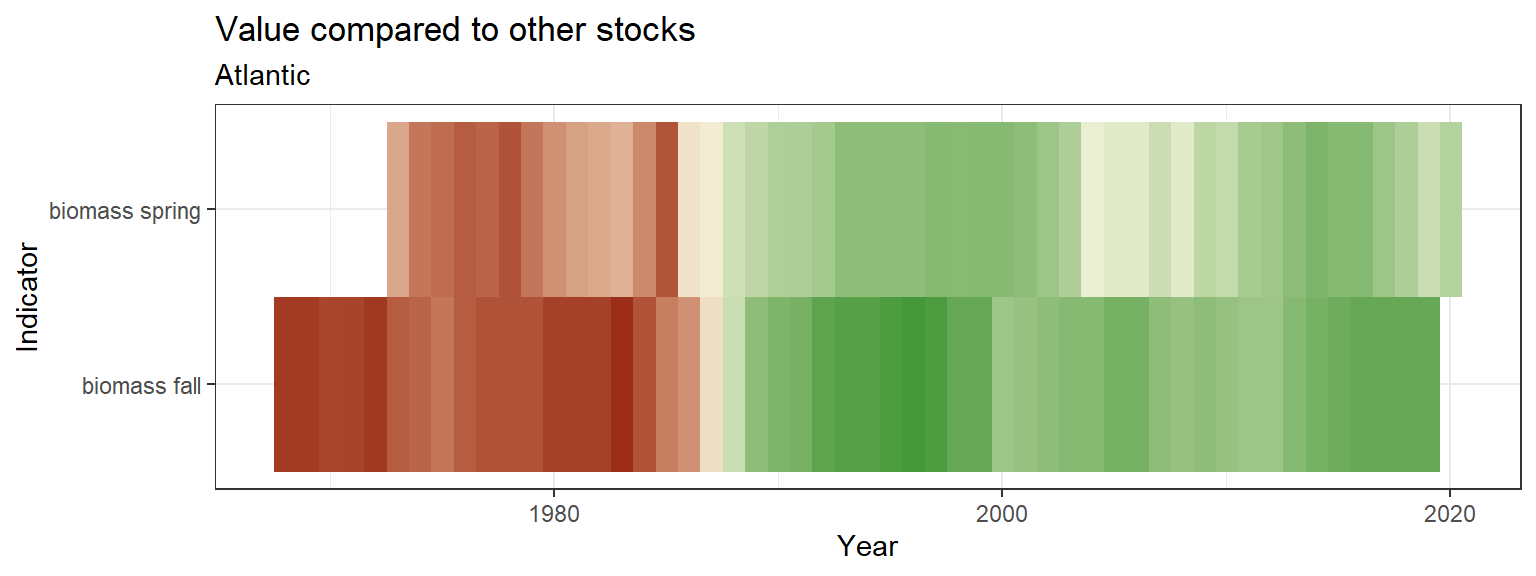 Value compared to other stocks
Atlantic
Indicator
biomass spring
biomass fall
1980 2000 2020
Year